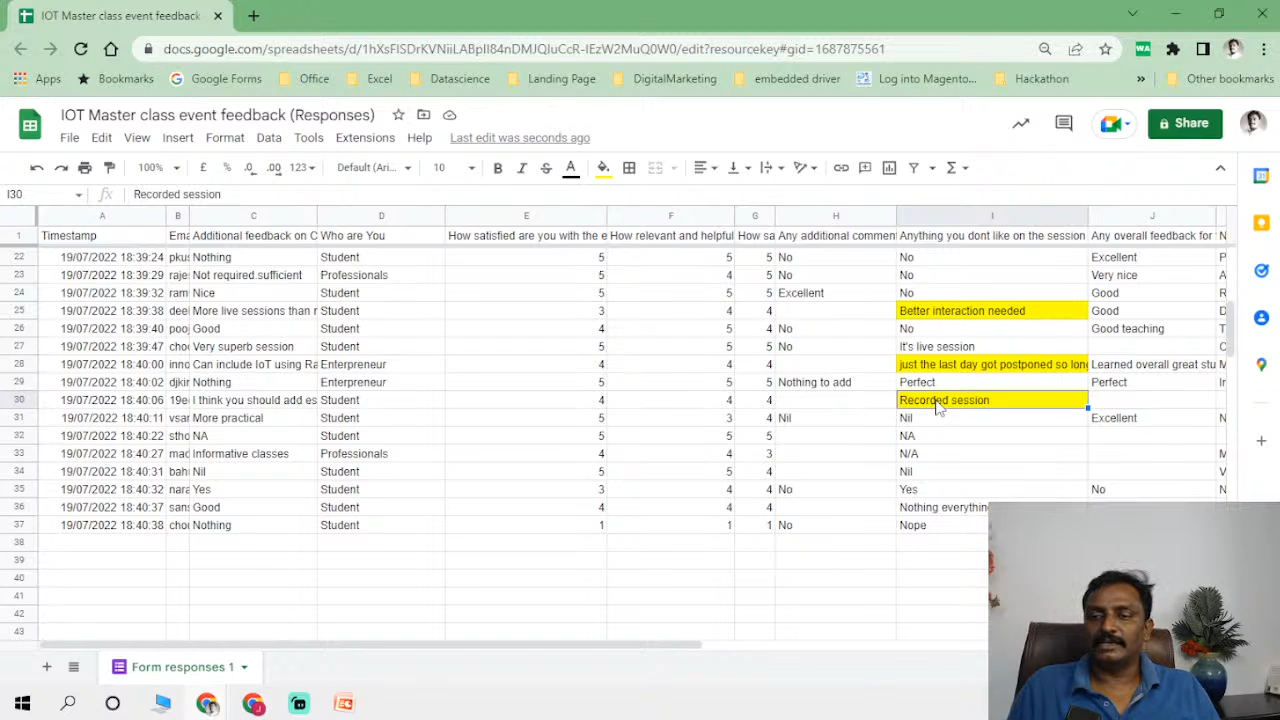 IOT Master class event feedback
docs.google.com/spreadsheets/d/1hXsFlSDrKVNiiLABpIl84nDMJQIuCcR-IEzW2MuQ0W0/edit?resourcekey#gid=1687875561
Apps Bookmarks Google Forms Office Excel Datascience Landing Page DigitalMarketing embedded driver Log into Magento... Hackathon » Other bookmarks
IOT Master class event feedback (Responses)
File Edit View Insert Format Data Tools Extensions Help Last edit was seconds ago
Share
100% £ % .0 .00 123 Default (Ari... 10 B I S A
I30 fx Recorded session
A B C D E F G H I J
1 Timestamp Ema Additional feedback on C Who are You How satisfied are you with the e How relevant and helpful How sa Any additional comment Anything you dont like on the session Any overall feedback for N
22 19/07/2022 18:39:24 pkus Nothing Student 5 5 5 No No Excellent P
23 19/07/2022 18:39:29 rajes Not required.sufficient Professionals 5 4 5 No No Very nice A
24 19/07/2022 18:39:32 ram Nice Student 5 5 5 Excellent No Good R
25 19/07/2022 18:39:38 deep More live sessions than r Student 3 4 4 Better interaction needed Good D
26 19/07/2022 18:39:40 pooj Good Student 4 5 4 No No Good teaching T
27 19/07/2022 18:39:47 choc Very superb session Student 5 5 5 No It's live session C
28 19/07/2022 18:40:00 inno Can include IoT using Ra Enterpreneur 4 4 4 just the last day got postponed so long Learned overall great stu M
29 19/07/2022 18:40:02 djkir Nothing Enterpreneur 5 5 5 Nothing to add Perfect Perfect Ir
30 19/07/2022 18:40:06 19ec I think you should add es Student 4 4 4 Recorded session
31 19/07/2022 18:40:11 vsar More practical Student 5 3 4 Nil Nil Excellent N
32 19/07/2022 18:40:22 stho NA Student 5 5 5 NA
33 19/07/2022 18:40:27 mad Informative classes Professionals 4 4 3 N/A M
34 19/07/2022 18:40:31 bah Nil Student 5 5 4 Nil V
35 19/07/2022 18:40:32 nara Yes Student 3 4 4 No Yes No N
36 19/07/2022 18:40:37 sans Good Student 4 4 4 Nothing everything
37 19/07/2022 18:40:38 chou Nothing Student 1 1 1 No Nope
38
39
40
41
42
43
Form responses 1